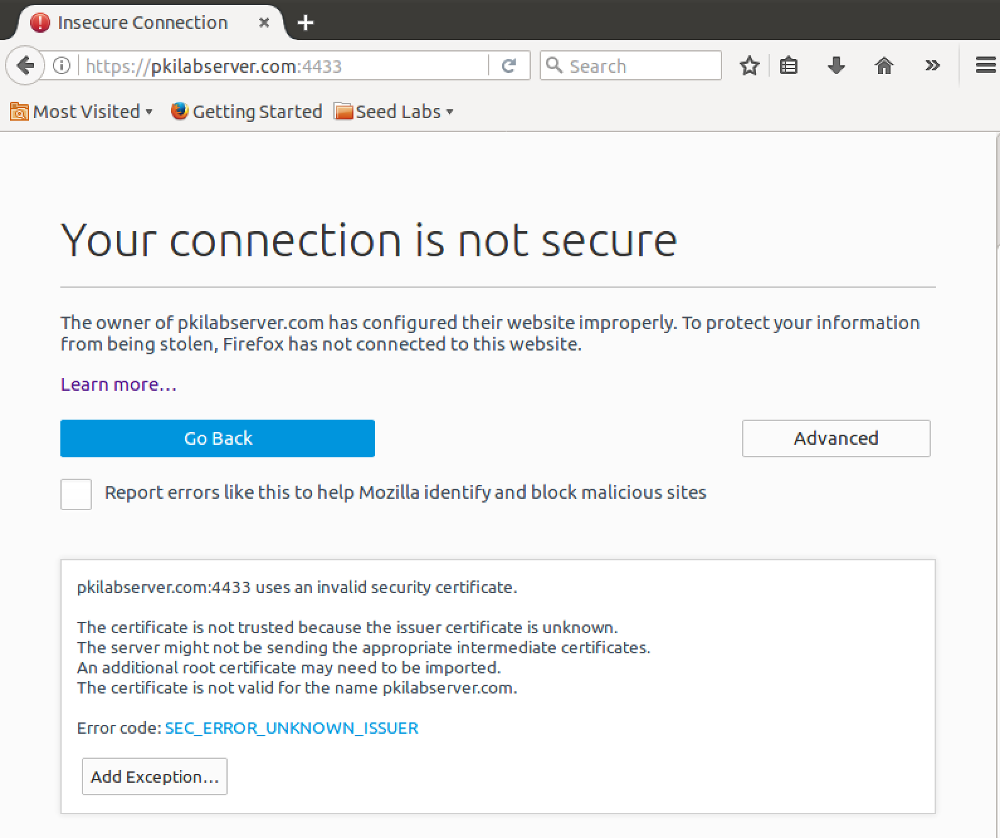 Insecure Connection
https://pkilabserver.com:4433
Search
Most Visited
Getting Started
Seed Labs
Your connection is not secure
The owner of pkilabserver.com has configured their website improperly. To protect your information
from being stolen, Firefox has not connected to this website.
Learn more…
Go Back
Advanced
Report errors like this to help Mozilla identify and block malicious sites
pkilabserver.com:4433 uses an invalid security certificate.
The certificate is not trusted because the issuer certificate is unknown.
The server might not be sending the appropriate intermediate certificates.
An additional root certificate may need to be imported.
The certificate is not valid for the name pkilabserver.com.
Error code: SEC_ERROR_UNKNOWN_ISSUER
Add Exception…